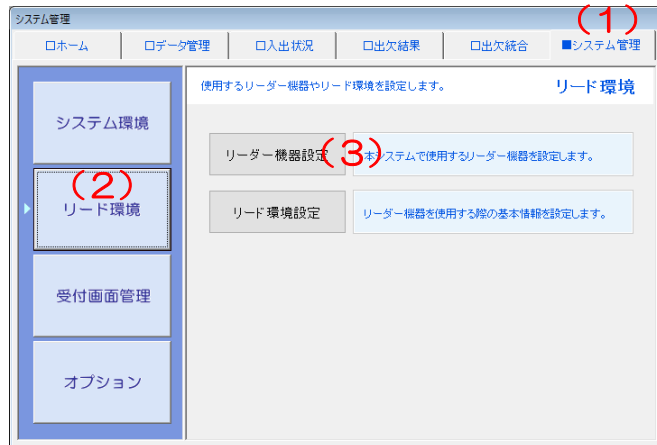 システム管理
(1)
□ホーム □データ管理 □入出状況 □出欠結果 □出欠統合 ■システム管理
使用するリーダー機器やリード環境を設定します。 リード環境
システム環境
リーダー機器設定 (3) 本システムで使用するリーダー機器を設定します。
(2)
リード環境
リード環境設定 リーダー機器を使用する際の基本情報を設定します。
受付画面管理
オプション